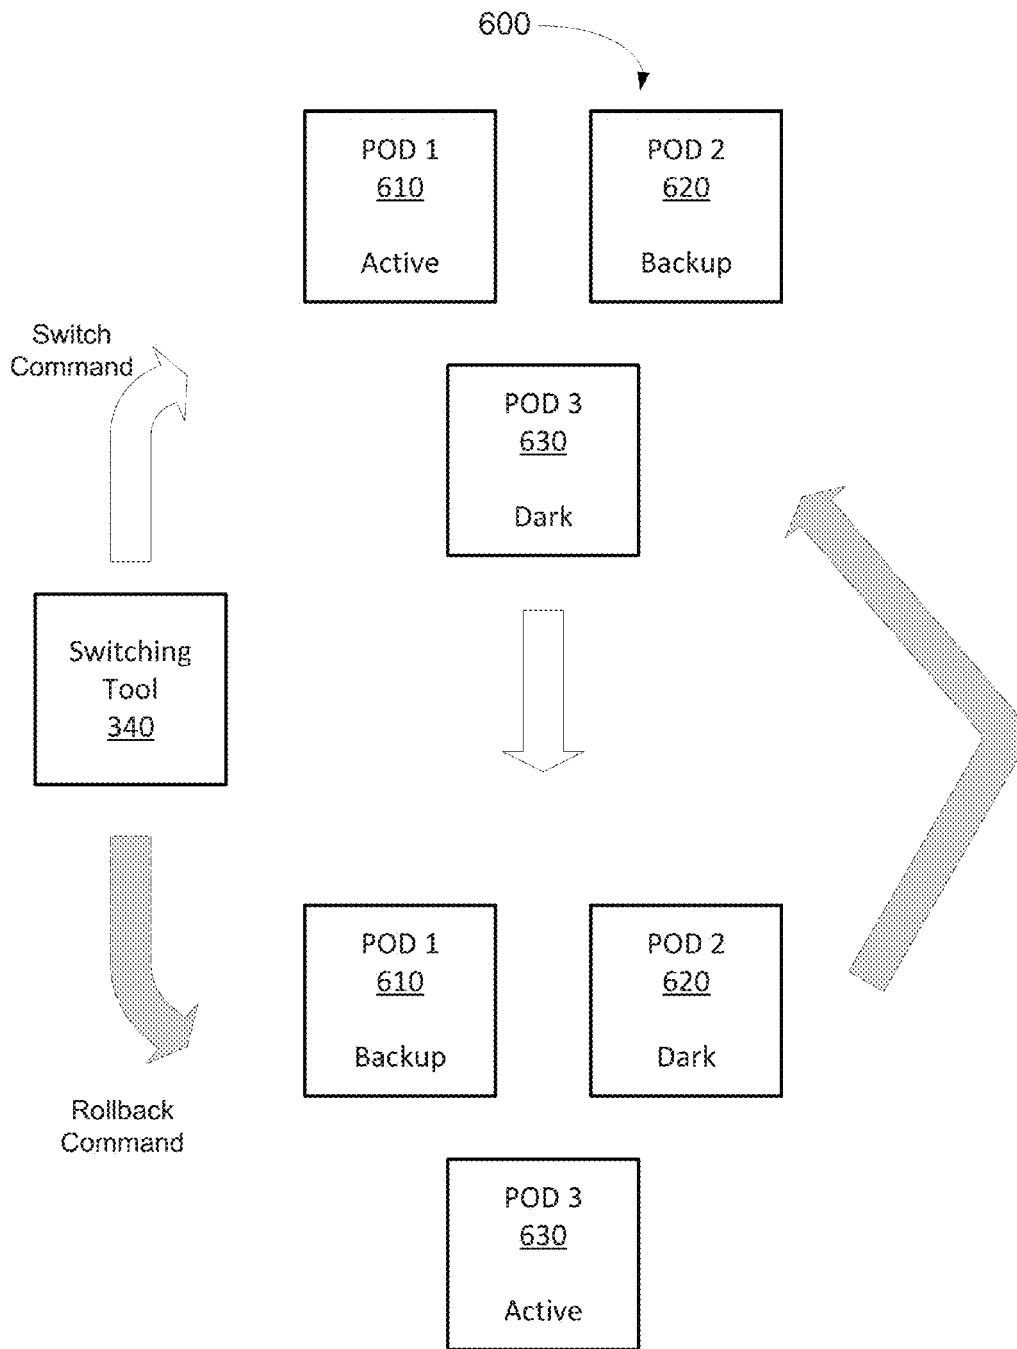 600
POD 1
610
Active
POD 2
620
Backup
Switch
Command
POD 3
630
Dark
Switching
Tool
340
POD 1
610
Backup
POD 2
620
Dark
Rollback
Command
POD 3
630
Active